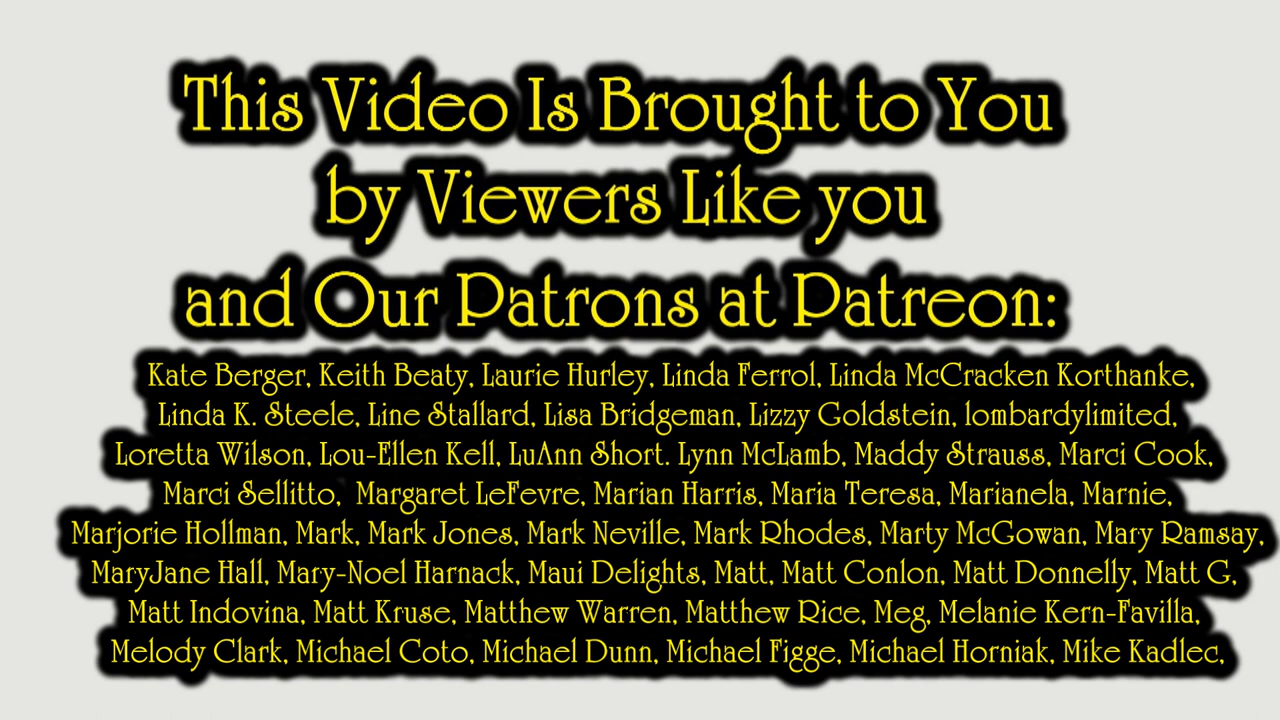 This Video Is Brought to You
by Viewers Like you
and Our Patrons at Patreon:
Kate Berger, Keith Beaty, Laurie Hurley, Linda Ferrol, Linda McCracken Korthanke,
Linda K. Steele, Line Stallard, Lisa Bridgeman, Lizzy Goldstein, lombardylimited,
Loretta Wilson, Lou-Ellen Kell, LuAnn Short. Lynn McLamb, Maddy Strauss, Marci Cook,
Marci Sellitto,  Margaret LeFevre, Marian Harris, Maria Teresa, Marianela, Marnie,
Marjorie Hollman, Mark, Mark Jones, Mark Neville, Mark Rhodes, Marty McGowan, Mary Ramsay,
MaryJane Hall, Mary-Noel Harnack, Maui Delights, Matt, Matt Conlon, Matt Donnelly, Matt G,
Matt Indovina, Matt Kruse, Matthew Warren, Matthew Rice, Meg, Melanie Kern-Favilla,
Melody Clark, Michael Coto, Michael Dunn, Michael Figge, Michael Horniak, Mike Kadlec,